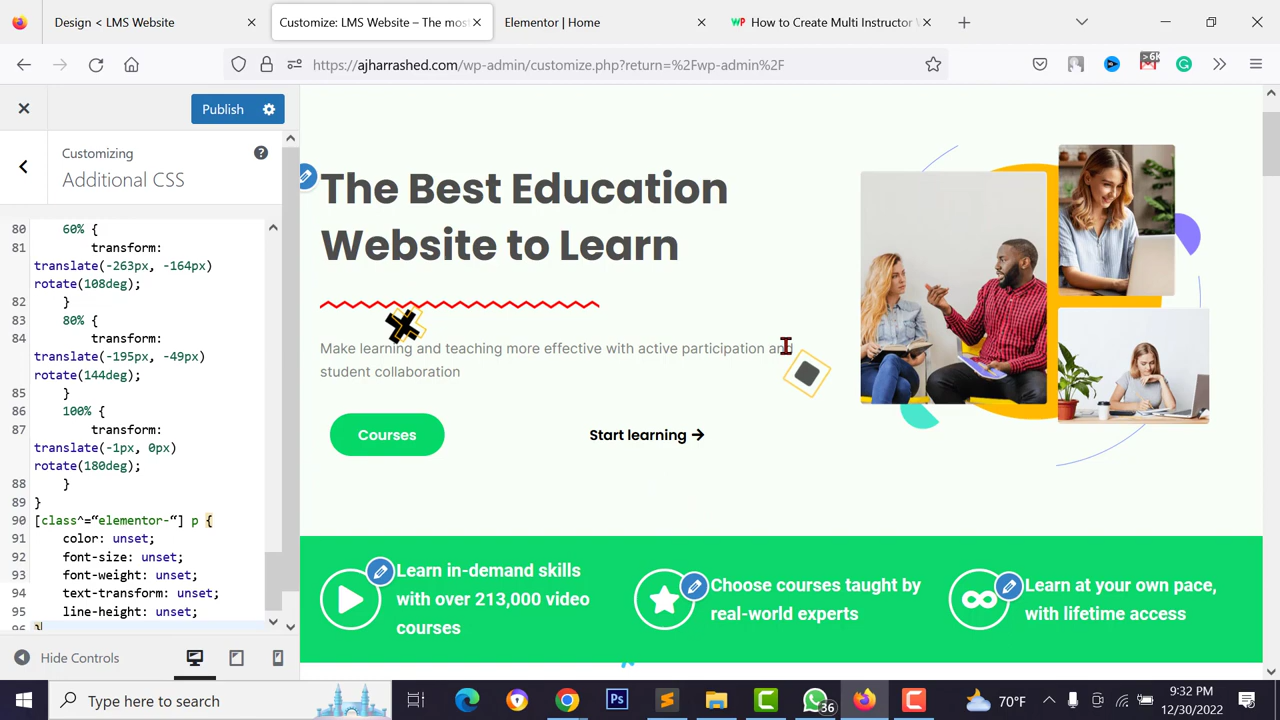 Design < LMS Website
Customize: LMS Website – The mos
Elementor | Home
WP How to Create Multi Instructor
https://ajharrashed.com/wp-admin/customize.php?return=%2Fwp-admin%2F
>6K
Publish
Customizing
Additional CSS
80 60% {
81 transform:
translate(-263px, -164px)
rotate(108deg);
82 }
83 80% {
84 transform:
translate(-195px, -49px)
rotate(144deg);
85 }
86 100% {
87 transform:
translate(-1px, 0px)
rotate(180deg);
88 }
89 }
90 [class^=“elementor-“] p {
91 color: unset;
92 font-size: unset;
93 font-weight: unset;
94 text-transform: unset;
95 line-height: unset;
96 }
Hide Controls
The Best Education
Website to Learn
Make learning and teaching more effective with active participation and
student collaboration
Courses
Start learning
Learn in-demand skills
with over 213,000 video
courses
Choose courses taught by
real-world experts
Learn at your own pace,
with lifetime access
Type here to search
Ps
36
70°F
9:32 PM
12/30/2022